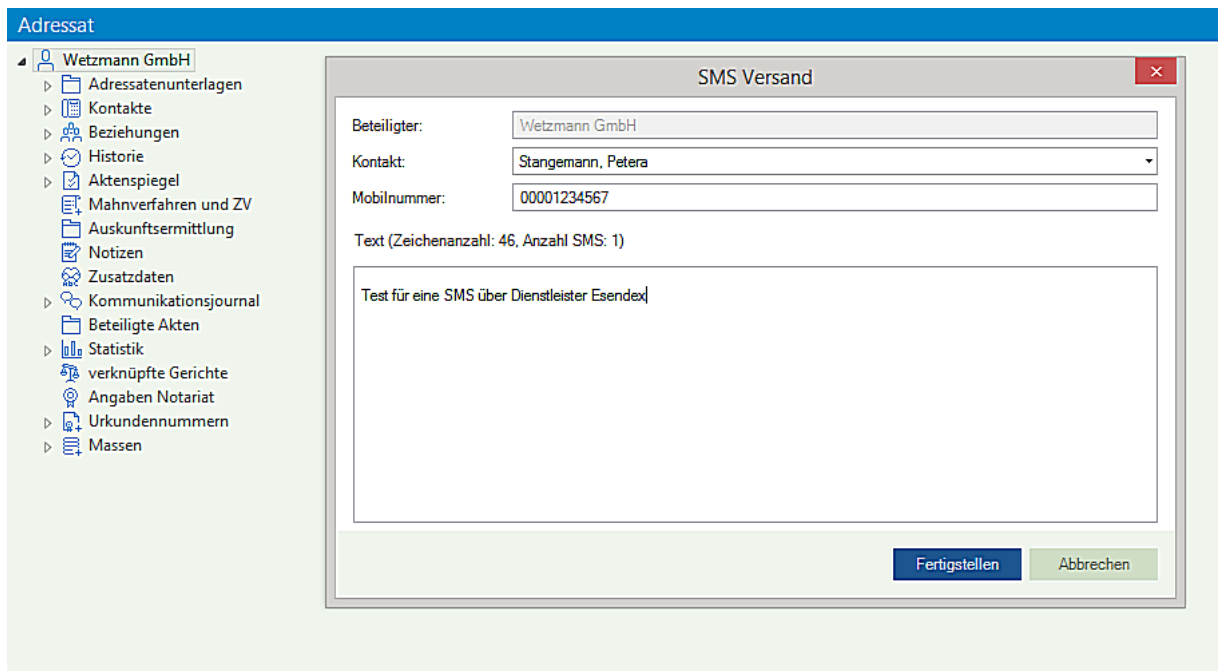 Adressat
Wetzmann GmbH
Adressatenunterlagen
Kontakte
Beziehungen
Historie
Aktenspiegel
Mahnverfahren und ZV
Auskunftsermittlung
Notizen
Zusatzdaten
Kommunikationsjournal
Beteiligte Akten
Statistik
verknüpfte Gerichte
Angaben Notariat
Urkundennummern
Massen
SMS Versand
Beteiligter: Wetzmann GmbH
Kontakt: Stangemann, Petera
Mobilnummer: 00001234567
Text (Zeichenanzahl: 46, Anzahl SMS: 1)
Test für eine SMS über Dienstleister Esendex
Fertigstellen Abbrechen